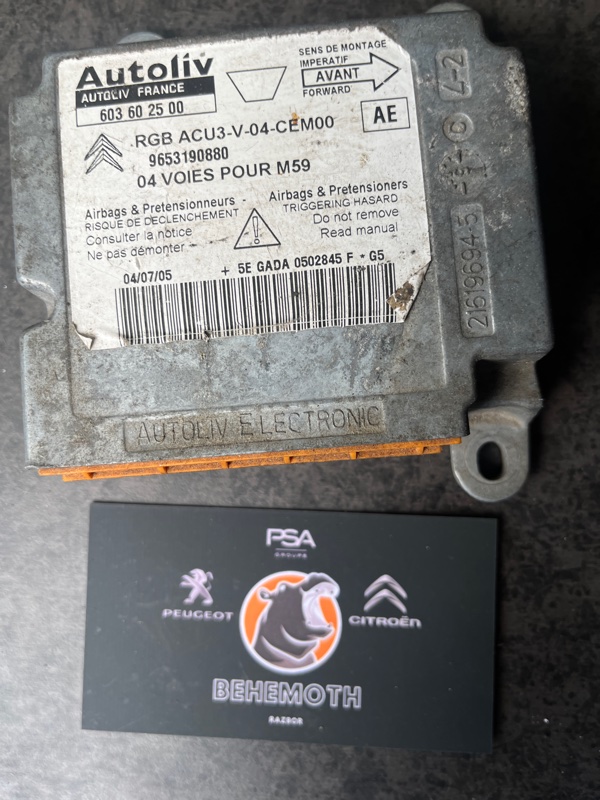 Autoliv
AUTOLIV FRANCE
603 60 25 00
SENS DE MONTAGE
IMPERATIF
AVANT
FORWARD
AE
RGB ACU3-V-04-CEM00
9653190880
04 VOIES POUR M59
Airbags & Pretensionneurs
RISQUE DE DECLENCHEMENT
Consulter la notice
Ne pas démonter
Airbags & Pretensioners
TRIGGERING HASARD
Do not remove
Read manual
04/07/05
+ 5E GADA 0502845 F * G5
21619694-5
4-2
AUTOLIV ELECTRONIC
PSA
GROUPE
PEUGEOT
CITROËN
BEHEMOTH
RAZBOR